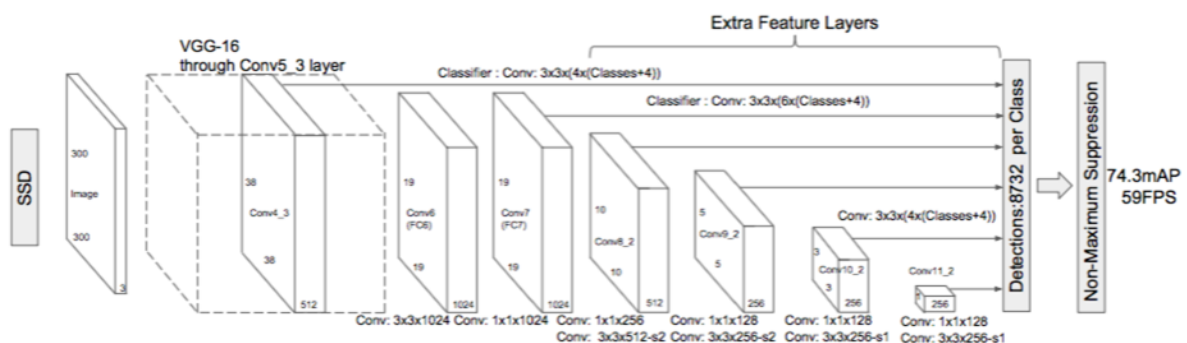 Extra Feature Layers
VGG-16
through Conv5_3 layer
Classifier : Conv: 3x3x(4x(Classes+4))
Classifier : Conv: 3x3x(6x(Classes+4))
SSD
300
Image
300
3
38
Conv4_3
38
512
19
Conv6
(FC6)
19
1024
19
Conv7
(FC7)
19
1024
10
Conv8_2
10
512
5
Conv9_2
5
256
Conv: 3x3x(4x(Classes+4))
3
Conv10_2
3
256
Conv11_2
256
Detections:8732 per Class
Non-Maximum Suppression
74.3mAP
59FPS
Conv: 3x3x1024
Conv: 1x1x1024
Conv: 1x1x256
Conv: 3x3x512-s2
Conv: 1x1x128
Conv: 3x3x256-s2
Conv: 1x1x128
Conv: 3x3x256-s1
Conv: 1x1x128
Conv: 3x3x256-s1